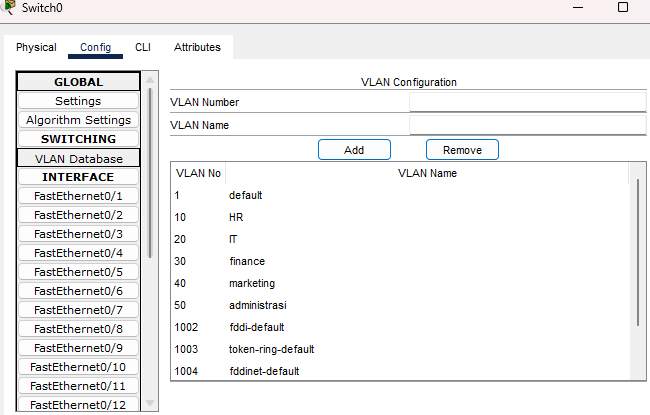 Switch0
Physical Config CLI Attributes
GLOBAL
Settings
Algorithm Settings
SWITCHING
VLAN Database
INTERFACE
FastEthernet0/1
FastEthernet0/2
FastEthernet0/3
FastEthernet0/4
FastEthernet0/5
FastEthernet0/6
FastEthernet0/7
FastEthernet0/8
FastEthernet0/9
FastEthernet0/10
FastEthernet0/11
FastEthernet0/12
VLAN Configuration
VLAN Number
VLAN Name
Add Remove
VLAN No VLAN Name
1 default
10 HR
20 IT
30 finance
40 marketing
50 administrasi
1002 fddi-default
1003 token-ring-default
1004 fddinet-default